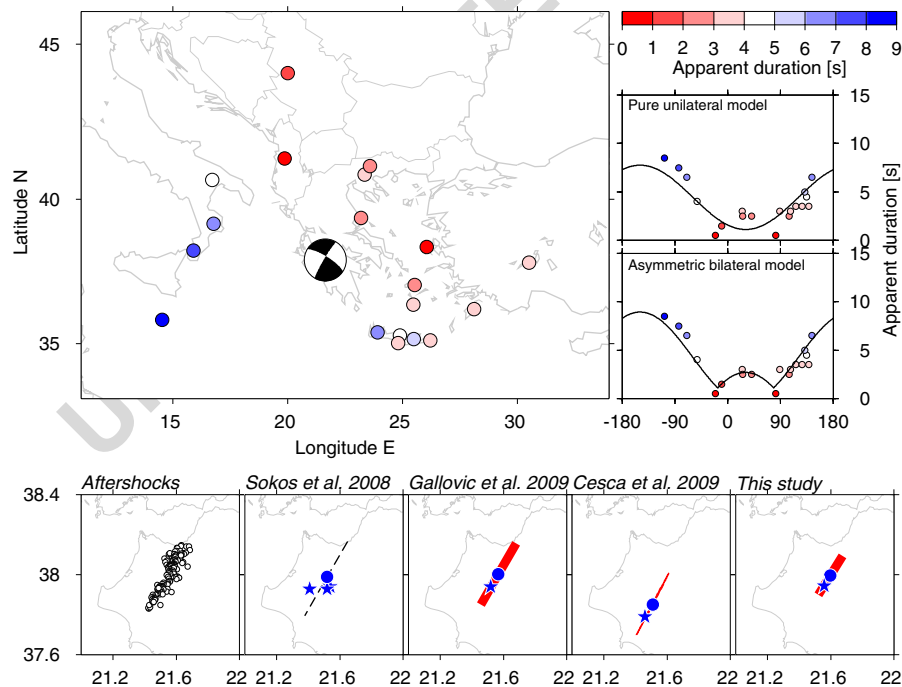 45
40
35
Latitude N
15 20 25 30
Longitude E
0 1 2 3 4 5 6 7 8 9
Apparent duration [s]
Pure unilateral model
15
10
5
0
Asymmetric bilateral model
15
10
5
0
Apparent duration [s]
-180 -90 0 90 180
Aftershocks
Sokos et al. 2008
Gallovic et al. 2009
Cesca et al. 2009
This study
38.4
38
37.6
21.2 21.6 22
21.2 21.6 22
21.2 21.6 22
21.2 21.6 22
21.2 21.6 22